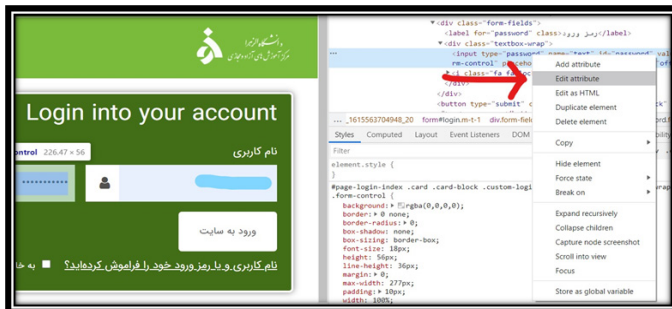 دانشگاه الزهرا
مرکز آموزش های آزاد و مجازی
Login into your account
ontrol 226.47 × 56
نام کاربری
ورود به سایت
نام کاربری و یا رمز ورود خود را فراموش کرده‌اید؟
به خا
<div class="form-fields">
<label for="password" class>رمز ورود</label>
<div class="textbox-wrap">
<input type="password" name="text" id="password" val
rm-control" placeho
<i class="fa fa-loc
</div>
</div>
<button type="submit" c
... _1615563704948_20 form#login.m-t-1 div.form-fiel
Styles Computed Layout Event Listeners DOM
Filter
element.style {
}
#page-login-index .card .card-block .custom-logi
.form-control {
background: rgba(0,0,0,0);
border: 0 none;
border-radius: 0;
box-shadow: none;
box-sizing: border-box;
font-size: 18px;
height: 56px;
line-height: 36px;
margin: 0;
max-width: 277px;
padding: 10px;
width: 100%;
Add attribute
Edit attribute
Edit as HTML
Duplicate element
Delete element
Copy
Hide element
Force state
Break on
Expand recursively
Collapse children
Capture node screenshot
Scroll into view
Focus
Store as global variable